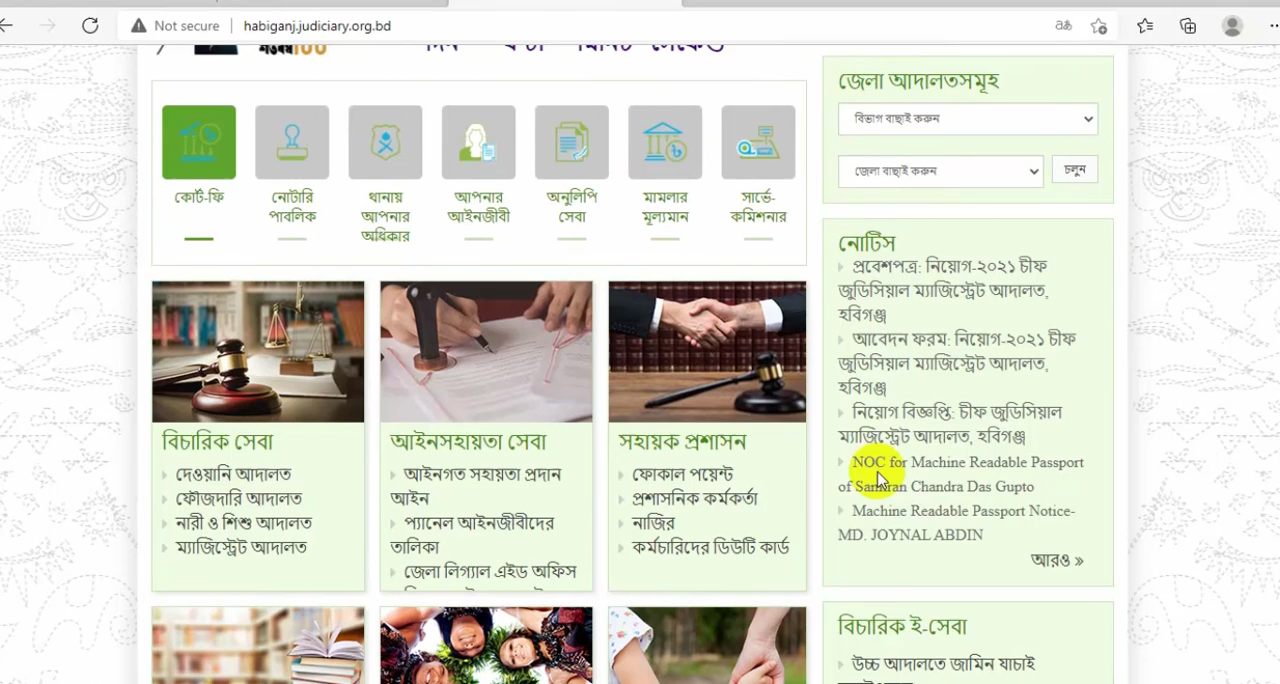 Not secure
habiganj.judiciary.org.bd
কোর্ট-ফি
নোটারি
পাবলিক
থানায়
আপনার
অধিকার
আপনার
আইনজীবী
অনুলিপি
সেবা
মামলার
মূল্যমান
সার্ভে-
কমিশনার
বিচারিক সেবা
দেওয়ানি আদালত
ফৌজদারি আদালত
নারী ও শিশু আদালত
ম্যাজিস্ট্রেট আদালত
আইনসহায়তা সেবা
আইনগত সহায়তা প্রদান
আইন
প্যানেল আইনজীবীদের
তালিকা
জেলা লিগ্যাল এইড অফিস
সহায়ক প্রশাসন
ফোকাল পয়েন্ট
প্রশাসনিক কর্মকর্তা
নাজির
কর্মচারিদের ডিউটি কার্ড
জেলা আদালতসমূহ
বিভাগ বাছাই করুন
জেলা বাছাই করুন
চলুন
নোটিস
প্রবেশপত্র: নিয়োগ-২০২১ চীফ
জুডিসিয়াল ম্যাজিস্ট্রেট আদালত,
হবিগঞ্জ
আবেদন ফরম: নিয়োগ-২০২১ চীফ
জুডিসিয়াল ম্যাজিস্ট্রেট আদালত,
হবিগঞ্জ
নিয়োগ বিজ্ঞপ্তি: চীফ জুডিসিয়াল
ম্যাজিস্ট্রেট আদালত, হবিগঞ্জ
NOC for Machine Readable Passport
of Chandra Das Gupto
Machine Readable Passport Notice-
MD. JOYNAL ABDIN
আরও »
বিচারিক ই-সেবা
উচ্চ আদালতে জামিন যাচাই